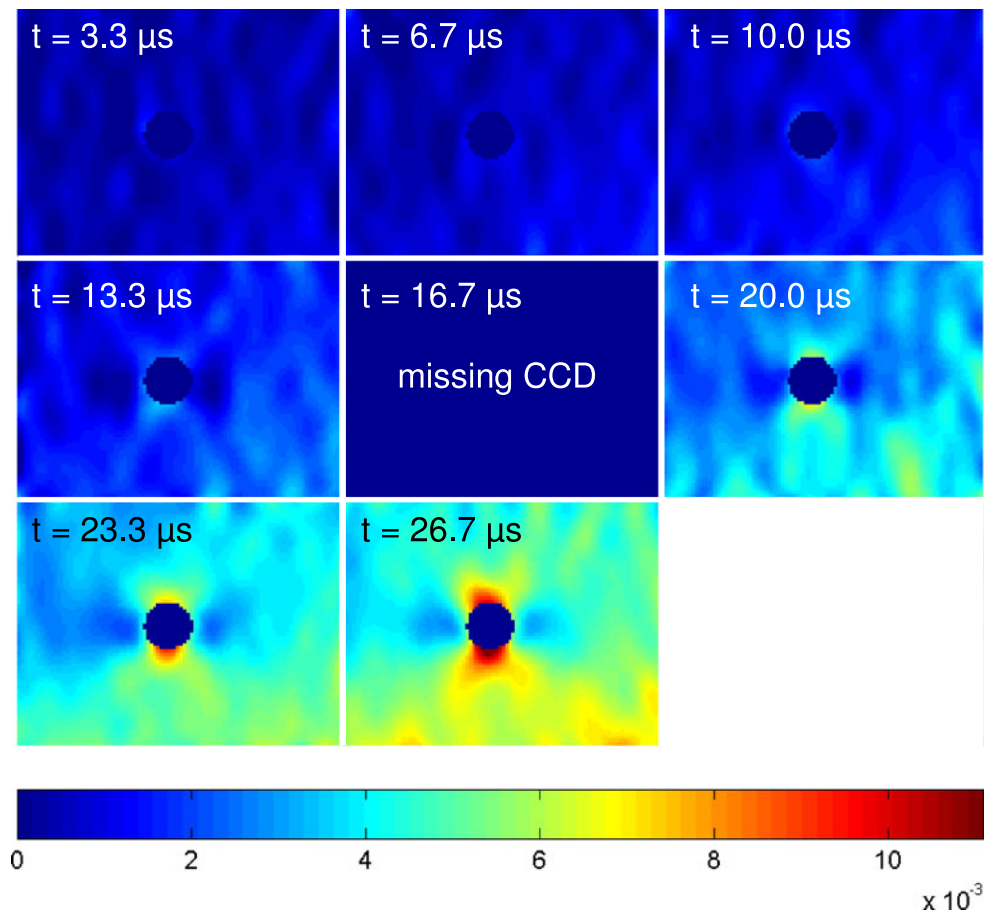 t = 3.3 μs
t = 6.7 μs
t = 10.0 μs
t = 13.3 μs
t = 16.7 μs
missing CCD
t = 20.0 μs
t = 23.3 μs
t = 26.7 μs
0 2 4 6 8 10
x 10⁻³